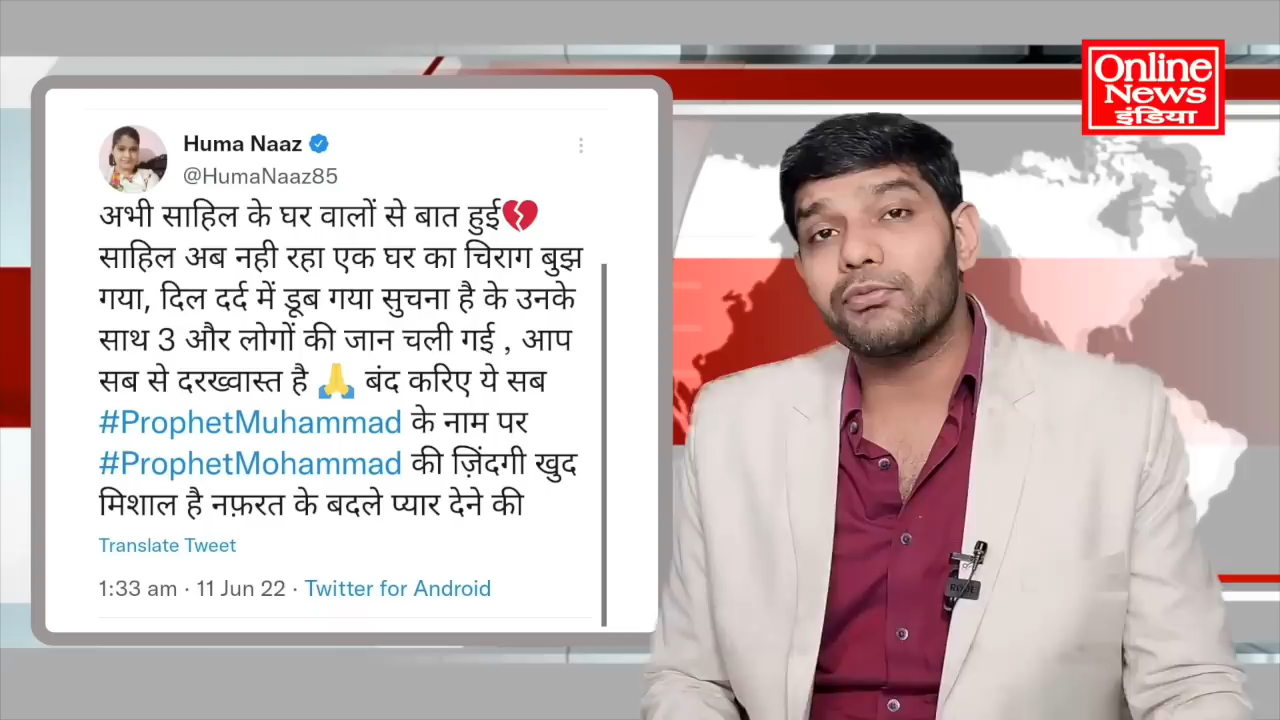 Online
News
इंडिया
Huma Naaz
@HumaNaaz85
अभी साहिल के घर वालों से बात हुई💔
साहिल अब नही रहा एक घर का चिराग बुझ
गया, दिल दर्द में डूब गया सुचना है के उनके
साथ 3 और लोगों की जान चली गई , आप
सब से दरख्वास्त है 🙏 बंद करिए ये सब
#ProphetMuhammad के नाम पर
#ProphetMohammad की ज़िंदगी खुद
मिशाल है नफ़रत के बदले प्यार देने की
Translate Tweet
1:33 am · 11 Jun 22 · Twitter for Android